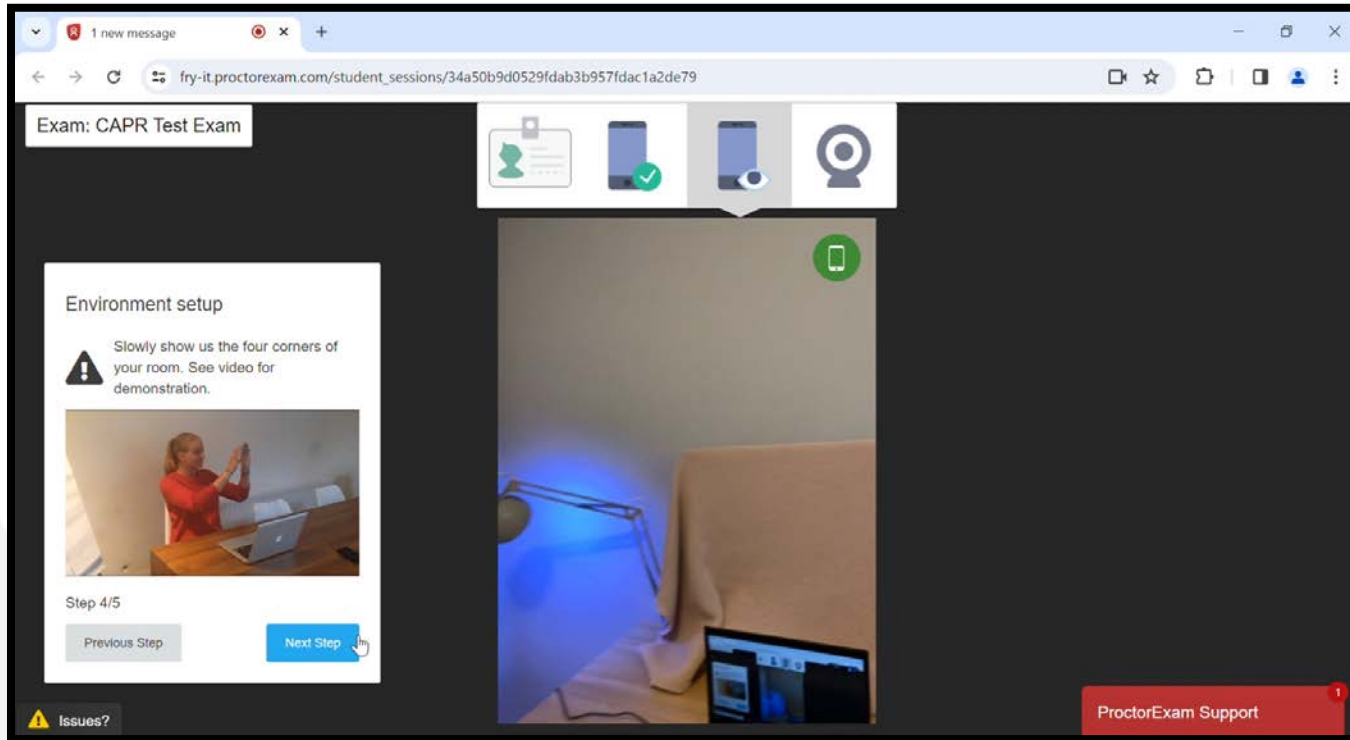 1 new message
fry-it.proctorexam.com/student_sessions/34a50b9d0529fdab3b957fdac1a2de79
Exam: CAPR Test Exam
Environment setup
Slowly show us the four corners of
your room. See video for
demonstration.
Step 4/5
Previous Step
Next Step
Issues?
ProctorExam Support
1